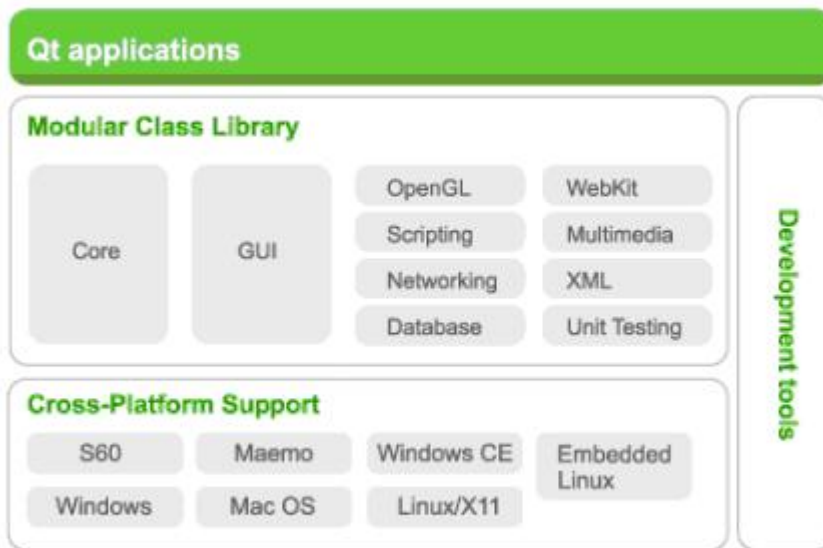 Qt applications
Modular Class Library
Core
GUI
OpenGL
WebKit
Scripting
Multimedia
Networking
XML
Database
Unit Testing
Cross-Platform Support
S60
Maemo
Windows CE
Embedded
Linux
Windows
Mac OS
Linux/X11
Development tools